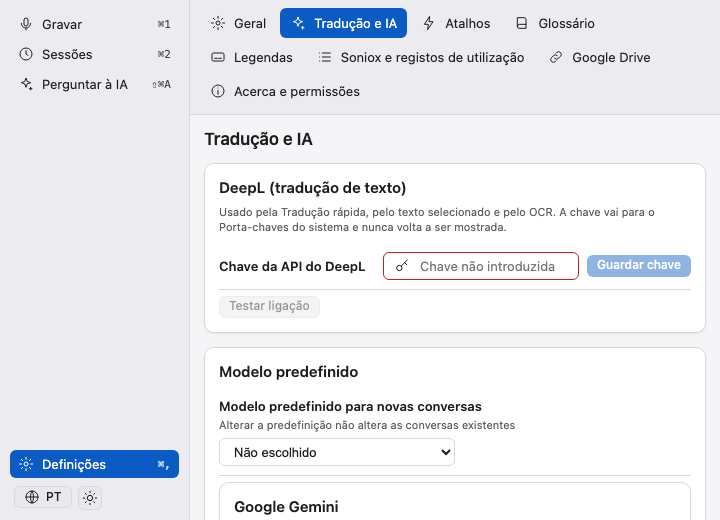 Gravar ⌘1
Sessões ⌘2
Perguntar à IA ⇧⌘A
Definições ⌘,
PT
Geral Tradução e IA Atalhos Glossário
Legendas Soniox e registos de utilização Google Drive
Acerca e permissões
Tradução e IA
DeepL (tradução de texto)
Usado pela Tradução rápida, pelo texto selecionado e pelo OCR. A chave vai para o
Porta-chaves do sistema e nunca volta a ser mostrada.
Chave da API do DeepL Chave não introduzida Guardar chave
Testar ligação
Modelo predefinido
Modelo predefinido para novas conversas
Alterar a predefinição não altera as conversas existentes
Não escolhido
Google Gemini